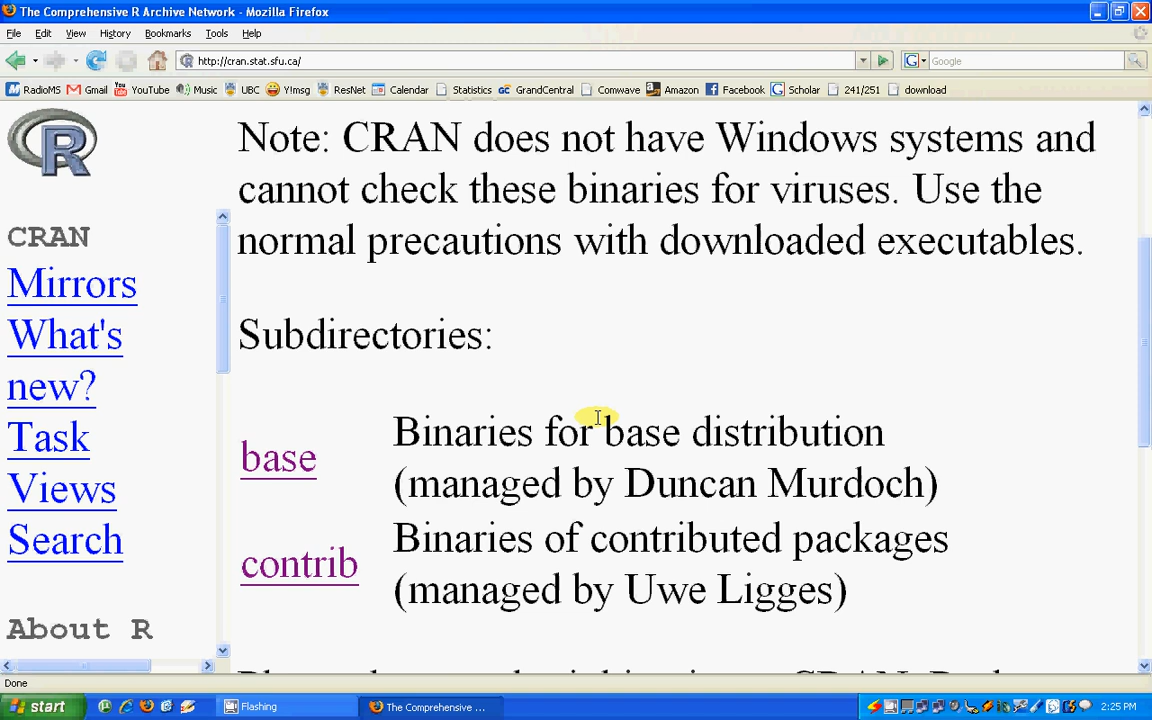 The Comprehensive R Archive Network - Mozilla Firefox
File Edit View History Bookmarks Tools Help
http://cran.stat.sfu.ca/
Google
RadioMS Gmail YouTube Music UBC Y!msg ResNet Calendar Statistics GrandCentral Comwave Amazon Facebook Scholar 241/251 download
R
CRAN
Mirrors
What's
new?
Task
Views
Search
About R
Note: CRAN does not have Windows systems and
cannot check these binaries for viruses. Use the
normal precautions with downloaded executables.
Subdirectories:
base
Binaries for base distribution
(managed by Duncan Murdoch)
contrib
Binaries of contributed packages
(managed by Uwe Ligges)
Done
start
Flashing
The Comprehensive ...
2:25 PM